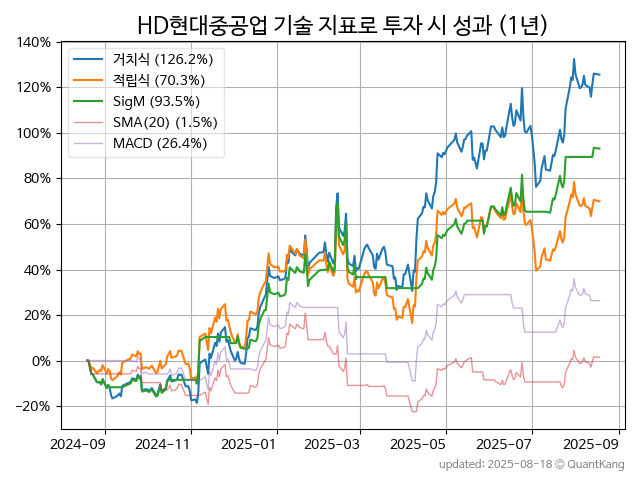 HD현대중공업 기술 지표로 투자 시 성과 (1년)
140%
120%
100%
80%
60%
40%
20%
0%
−20%
거치식 (126.2%)
적립식 (70.3%)
SigM (93.5%)
SMA(20) (1.5%)
MACD (26.4%)
2024-09
2024-11
2025-01
2025-03
2025-05
2025-07
2025-09
updated: 2025-08-18 © QuantKang